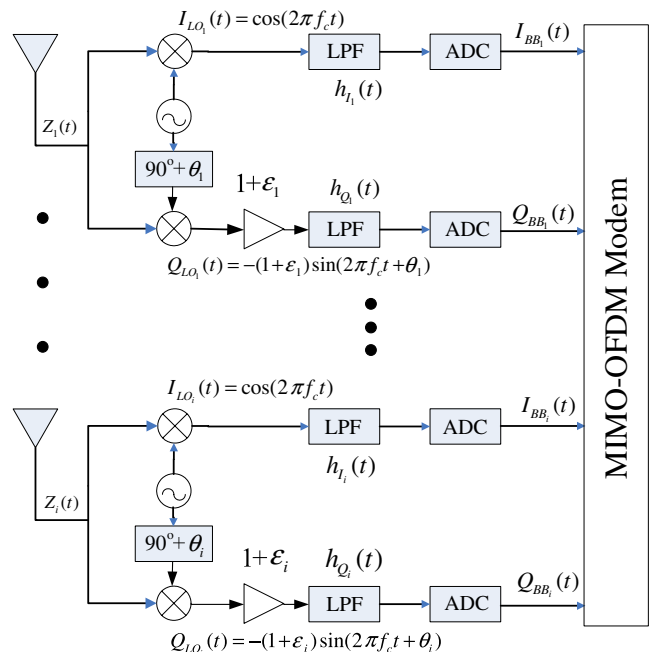 I_{LO_1}(t) = cos(2πf_c t)
LPF
ADC
I_{BB_1}(t)
h_{I_1}(t)
Z_1(t)
90° + θ_1
1+ε_1
h_{Q_1}(t)
LPF
ADC
Q_{BB_1}(t)
Q_{LO_1}(t) = −(1+ε_1) sin(2πf_c t + θ_1)
MIMO-OFDM Modem
I_{LO_i}(t) = cos(2πf_c t)
LPF
ADC
I_{BB_i}(t)
h_{I_i}(t)
Z_i(t)
90° + θ_i
1+ε_i
h_{Q_i}(t)
LPF
ADC
Q_{BB_i}(t)
Q_{LO_i}(t) = −(1+ε_i) sin(2πf_c t + θ_i)